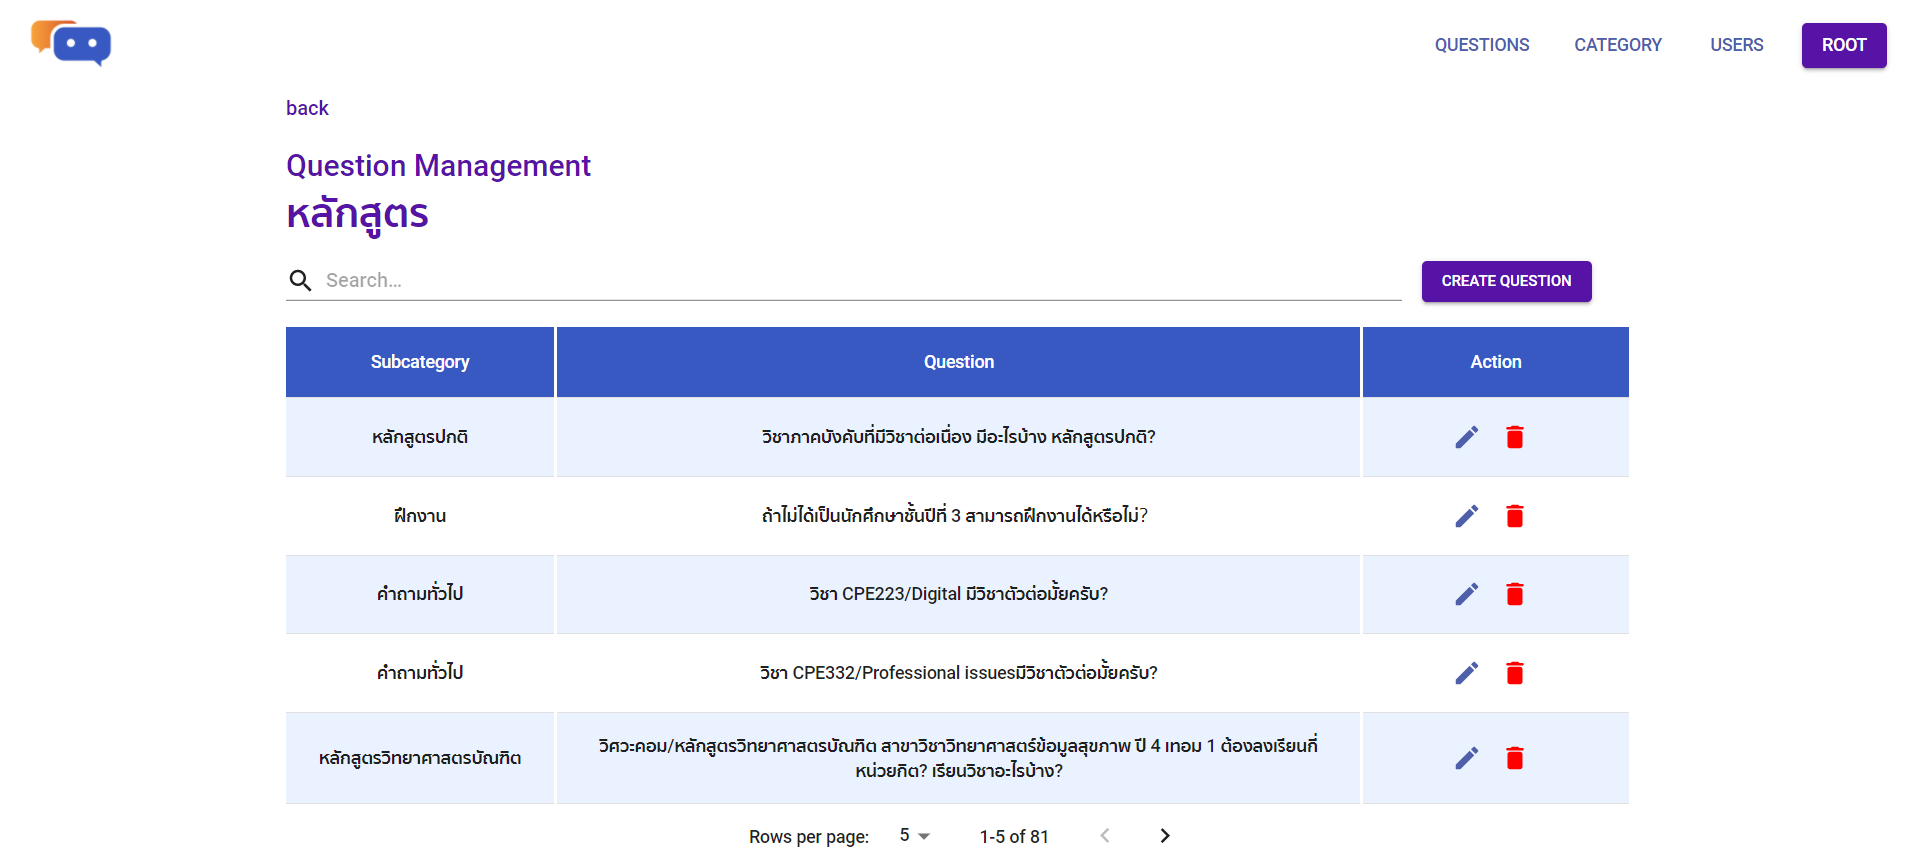 QUESTIONS CATEGORY USERS ROOT
back
Question Management
หลักสูตร
Search...
CREATE QUESTION
Subcategory Question Action
หลักสูตรปกติ วิชาภาคบังคับที่มีวิชาต่อเนื่อง มีอะไรบ้าง หลักสูตรปกติ?
ฝึกงาน ถ้าไม่ได้เป็นนักศึกษาชั้นปีที่ 3 สามารถฝึกงานได้หรือไม่?
คำถามทั่วไป วิชา CPE223/Digital มีวิชาตัวต่อมั้ยครับ?
คำถามทั่วไป วิชา CPE332/Professional issuesมีวิชาตัวต่อมั้ยครับ?
หลักสูตรวิทยาศาสตรบัณฑิต วิศวะคอม/หลักสูตรวิทยาศาสตรบัณฑิต สาขาวิชาวิทยาศาสตร์ข้อมูลสุขภาพ ปี 4 เทอม 1 ต้องลงเรียนกี่
หน่วยกิต? เรียนวิชาอะไรบ้าง?
Rows per page: 5 1-5 of 81